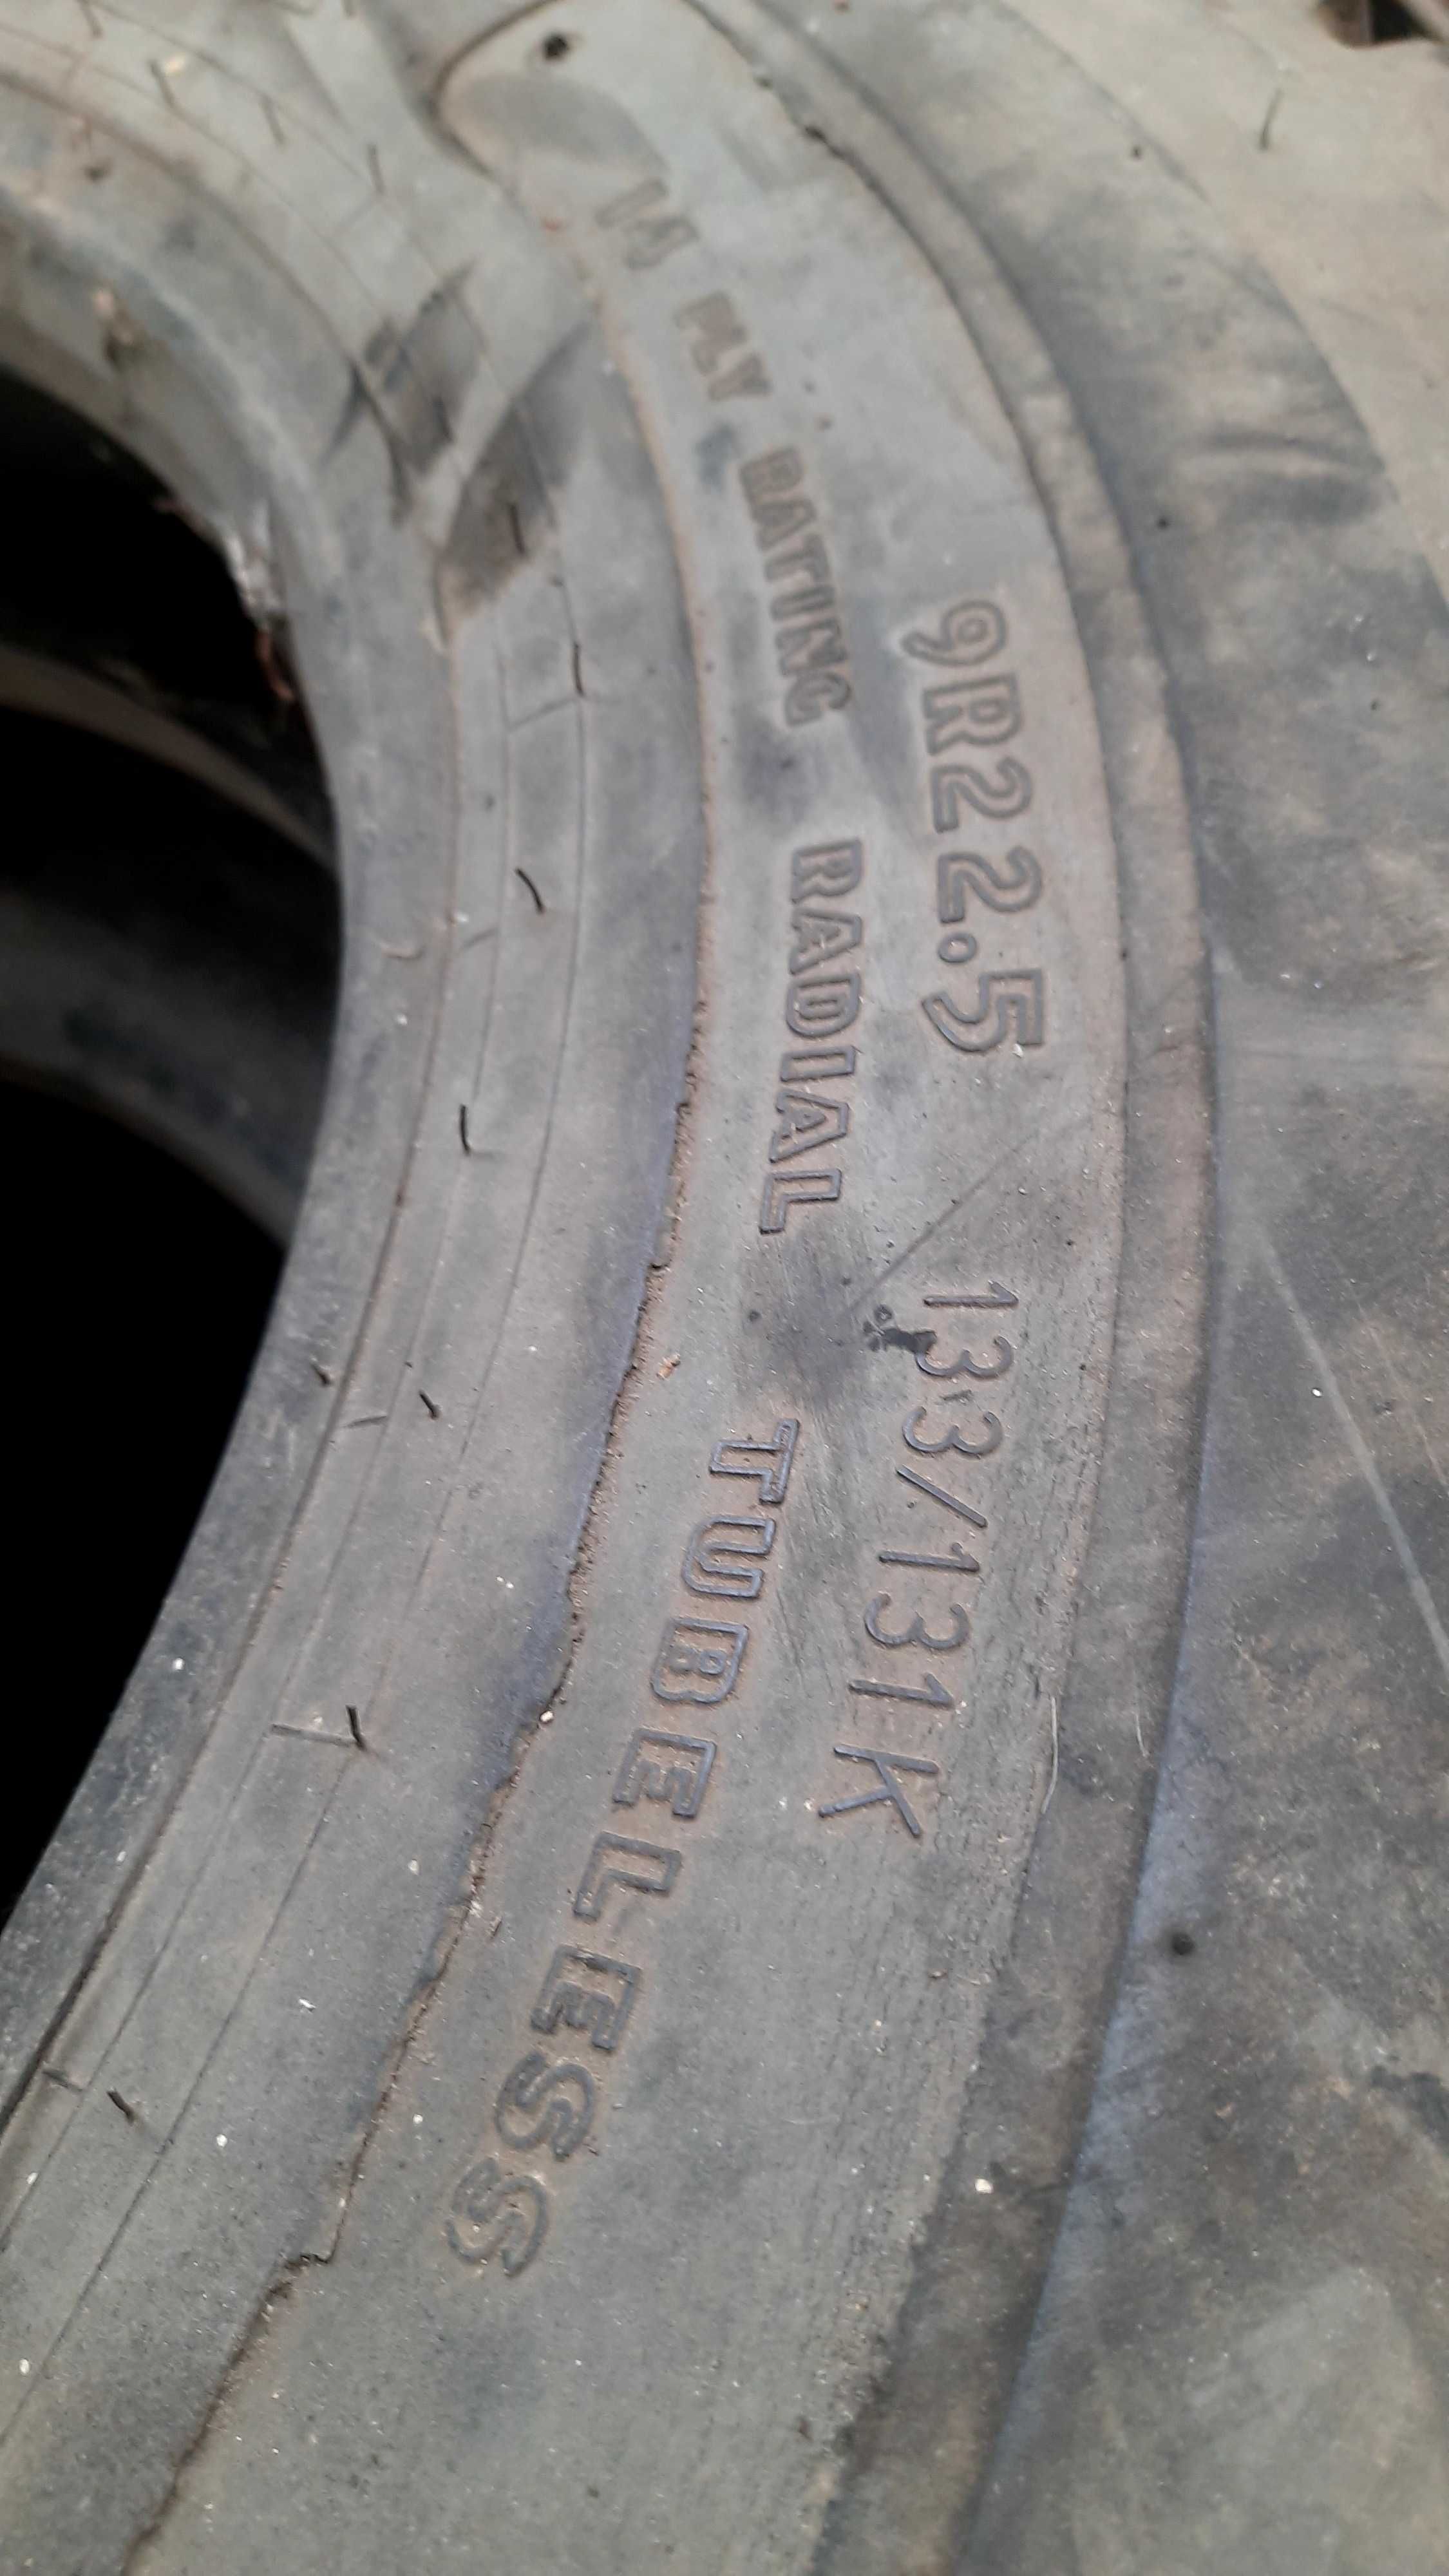 9R22.5 133/131K
14 PLY RATING RADIAL TUBELESS